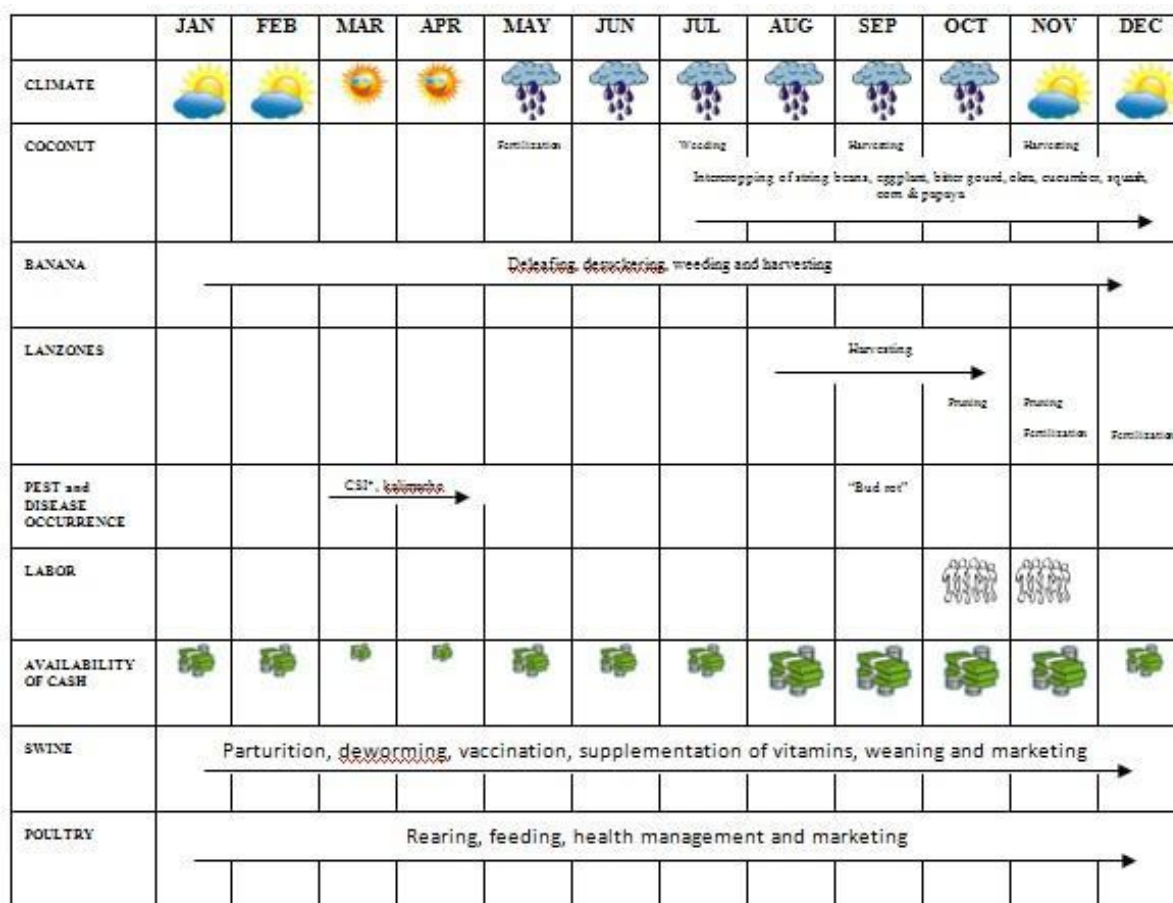 JAN FEB MAR APR MAY JUN JUL AUG SEP OCT NOV DEC
CLIMATE
COCONUT
Fertilization Weeding Harvesting Harvesting
Intercropping of string beans, eggplant, bitter gourd, okra, cucumber, squash,
corn & papaya
BANANA
Deleafing, desuckering, weeding and harvesting
LANZONES
Harvesting
Pruning Pruning
Fertilization Fertilization
PEST and
DISEASE
OCCURRENCE
CSI*, kalimacho
"Bud rot"
LABOR
AVAILABILITY
OF CASH
SWINE
Parturition, deworming, vaccination, supplementation of vitamins, weaning and marketing
POULTRY
Rearing, feeding, health management and marketing